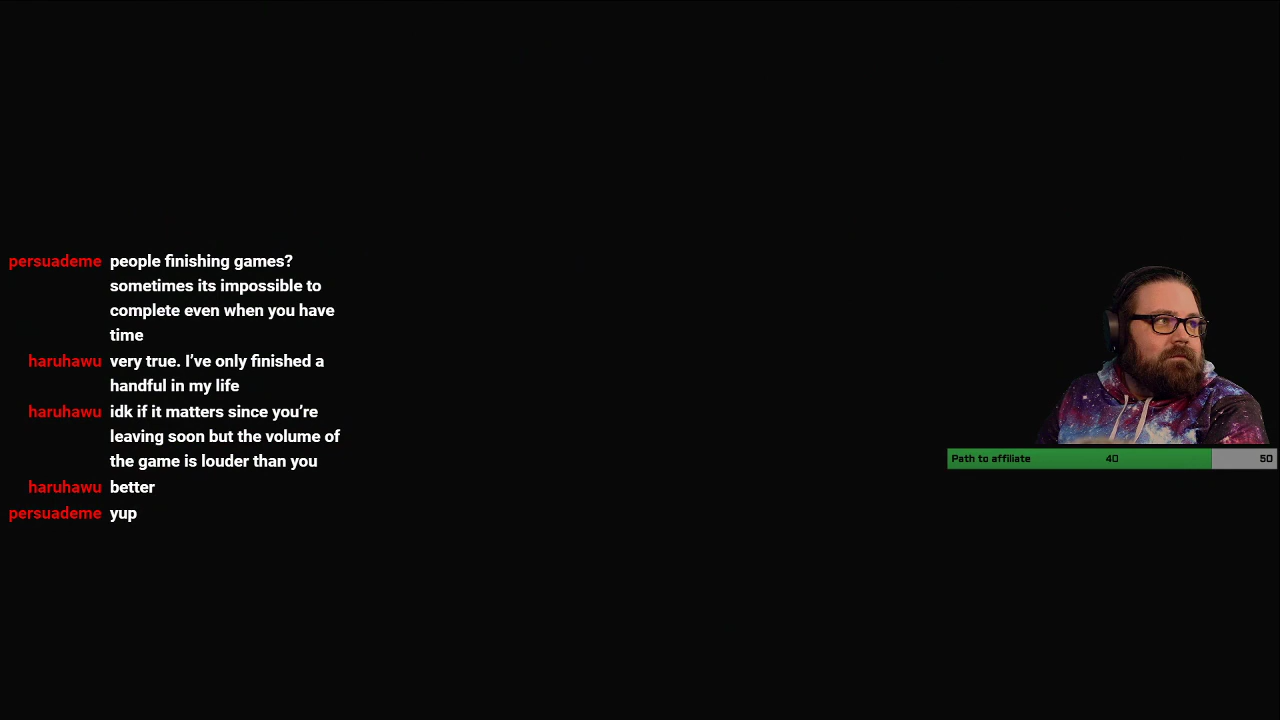 persuademe people finishing games?
sometimes its impossible to
complete even when you have
time
haruhawu very true. I’ve only finished a
handful in my life
haruhawu idk if it matters since you’re
leaving soon but the volume of
the game is louder than you
haruhawu better
persuademe yup
Path to affiliate 40 50